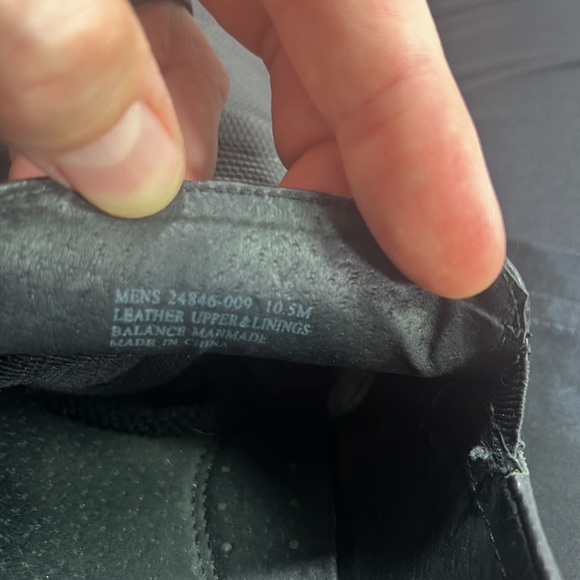 MENS 24846-009 10.5M
LEATHER UPPER&LININGS
BALANCE MANMADE
MADE IN CHINA